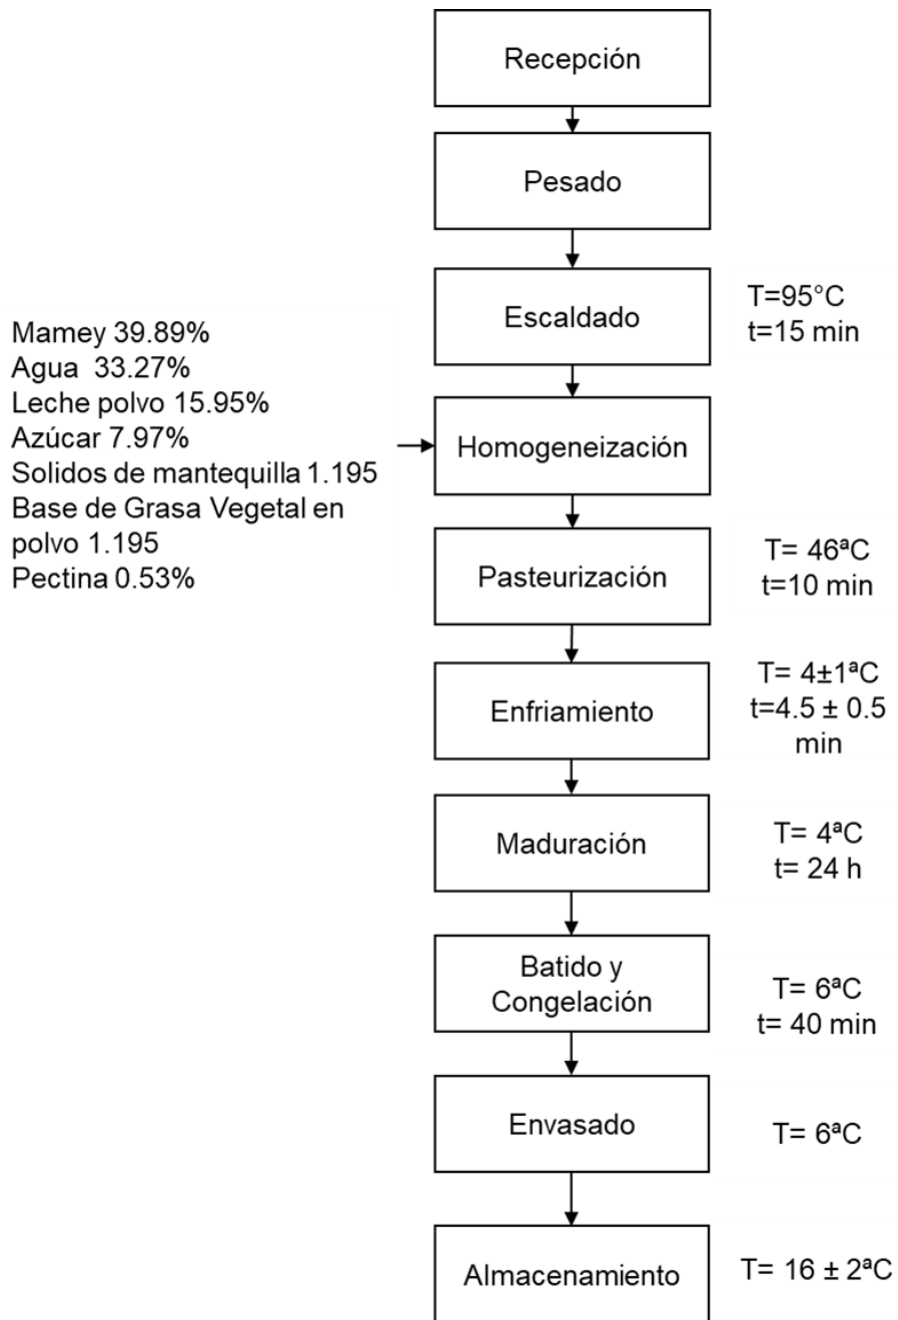 Recepción
Pesado
Escaldado
T=95°C
t=15 min
Mamey 39.89%
Agua  33.27%
Leche polvo 15.95%
Azúcar 7.97%
Solidos de mantequilla 1.195
Base de Grasa Vegetal en
polvo 1.195
Pectina 0.53%
Homogeneización
Pasteurización
T= 46ªC
t=10 min
Enfriamiento
T= 4±1ªC
t=4.5 ± 0.5
min
Maduración
T= 4ªC
t= 24 h
Batido y
Congelación
T= 6ªC
t= 40 min
Envasado
T= 6ªC
Almacenamiento
T= 16 ± 2ªC